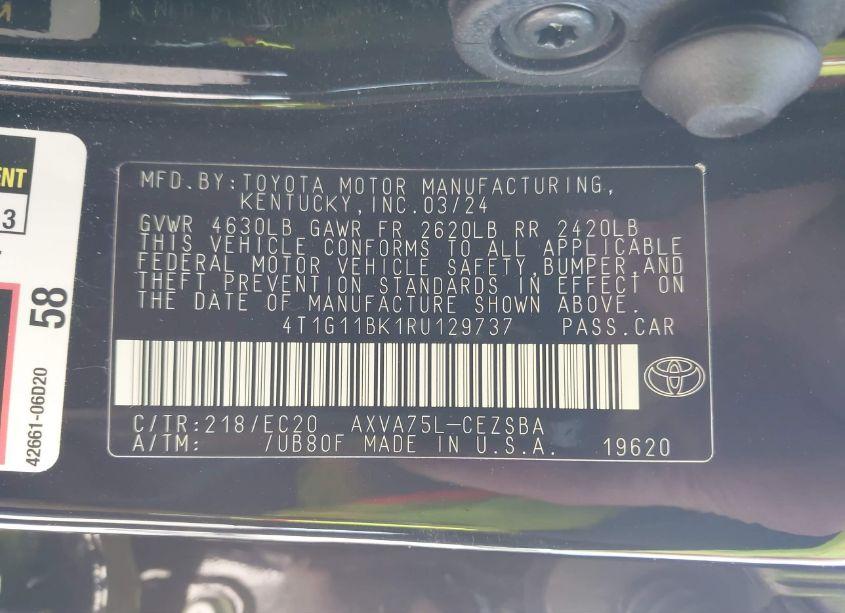 ENT
3
58
42661-06D20
MFD.BY:TOYOTA MOTOR MANUFACTURING,
KENTUCKY,INC.03/24
GVWR 4630LB GAWR FR 2620LB RR 2420LB
THIS VEHICLE CONFORMS TO ALL APPLICABLE
FEDERAL MOTOR VEHICLE SAFETY,BUMPER,AND
THEFT PREVENTION STANDARDS IN EFFECT ON
THE DATE OF MANUFACTURE SHOWN ABOVE.
4T1G11BK1RU129737 PASS.CAR
C/TR:218/EC20 AXVA75L-CEZSBA
A/TM: /UB80F MADE IN U.S.A. 19620